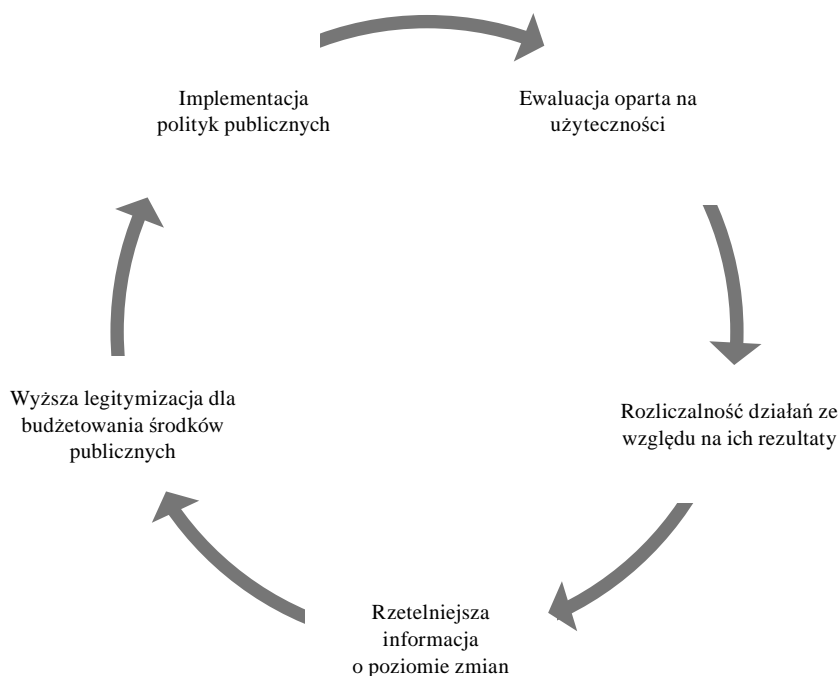 Implementacja
polityk publicznych
Ewaluacja oparta na
użyteczności
Rozliczalność działań ze
względu na ich rezultaty
Rzetelniejsza
informacja
o poziomie zmian
Wyższa legitymizacja dla
budżetowania środków
publicznych